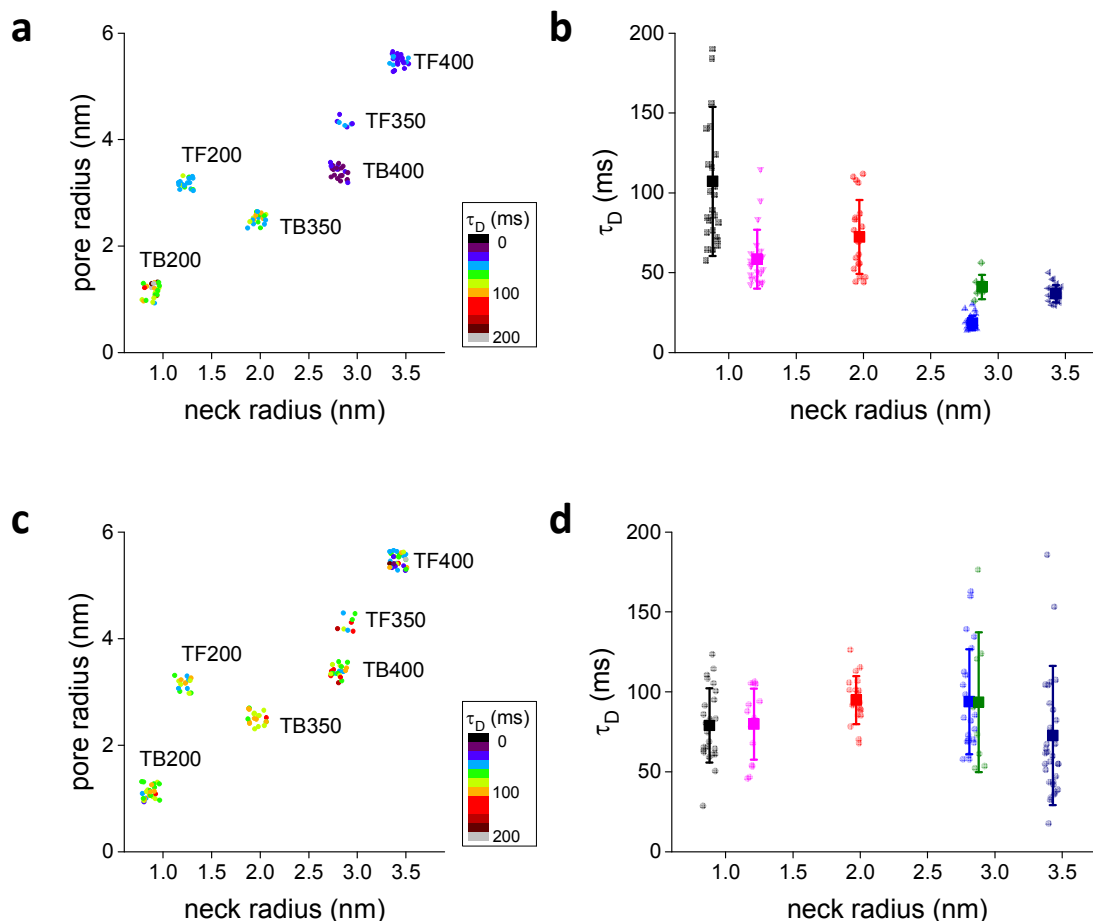 a
6
4
2
0
pore radius (nm)
TF400
TF350
TF200
TB400
TB350
TB200
τD (ms)
0
100
200
1.0 1.5 2.0 2.5 3.0 3.5
neck radius (nm)
b
200
150
100
50
0
τD (ms)
1.0 1.5 2.0 2.5 3.0 3.5
neck radius (nm)
c
6
4
2
0
pore radius (nm)
TF400
TF350
TF200
TB400
TB350
TB200
τD (ms)
0
100
200
1.0 1.5 2.0 2.5 3.0 3.5
neck radius (nm)
d
200
150
100
50
0
τD (ms)
1.0 1.5 2.0 2.5 3.0 3.5
neck radius (nm)